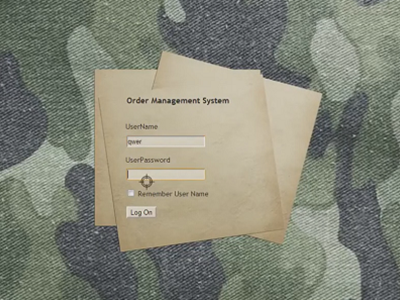 Order Management System
UserName
qwer
UserPassword
Remember User Name
Log On